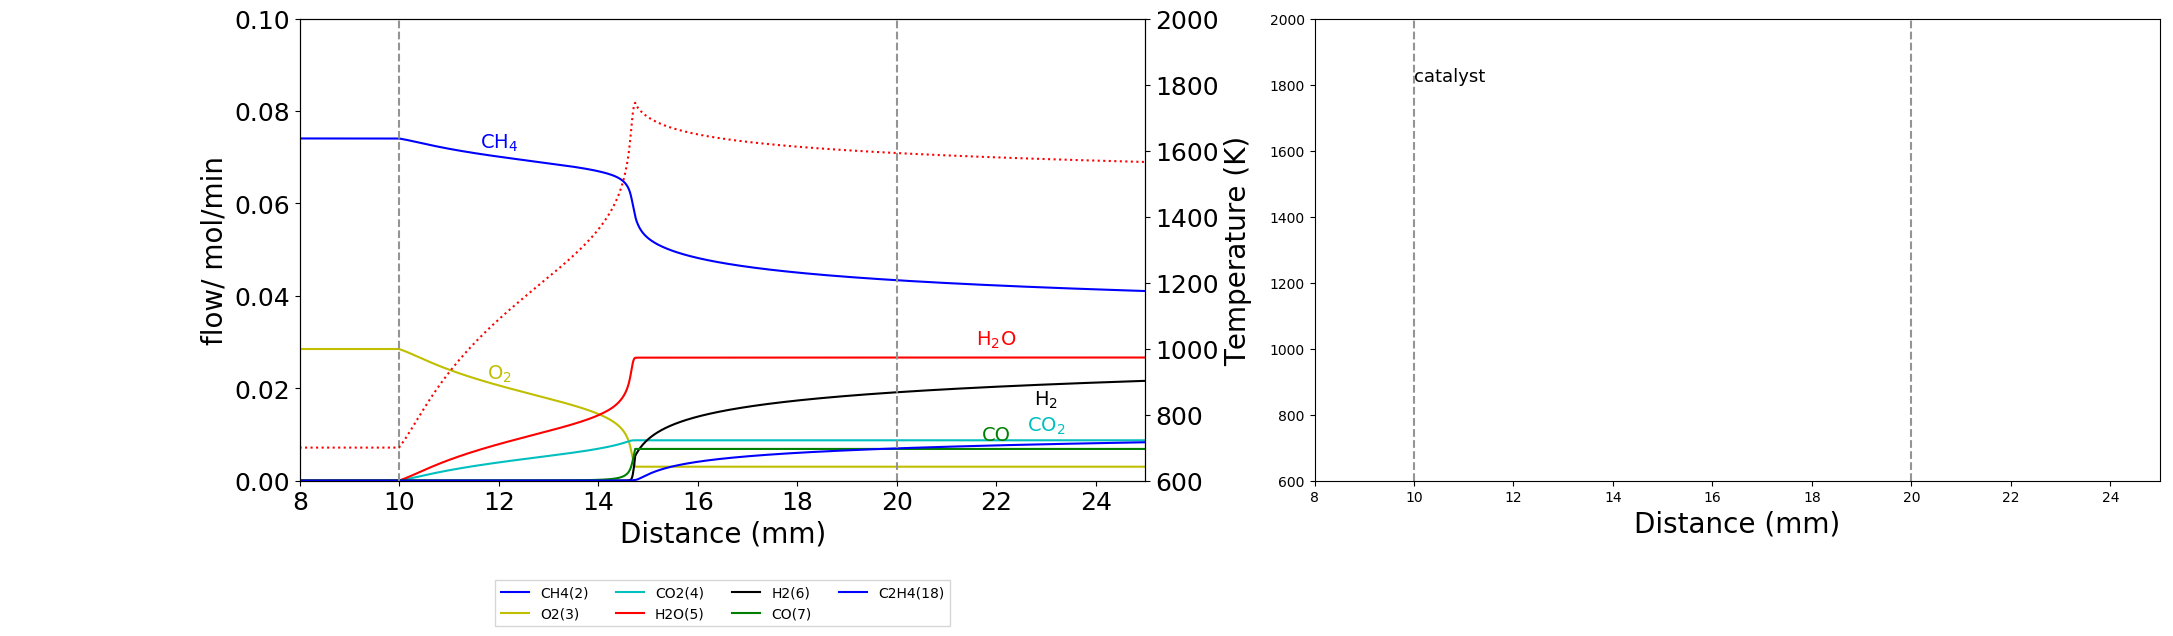 0.10
0.08
0.06
0.04
0.02
0.00
flow/ mol/min
CH₄
O₂
H₂O
H₂
CO₂
CO
8 10 12 14 16 18 20 22 24
Distance (mm)
2000
1800
1600
1400
1200
1000
800
600
Temperature (K)
CH4(2) CO2(4) H2(6) C2H4(18)
O2(3) H2O(5) CO(7)
2000
1800
1600
1400
1200
1000
800
600
catalyst
8 10 12 14 16 18 20 22 24
Distance (mm)